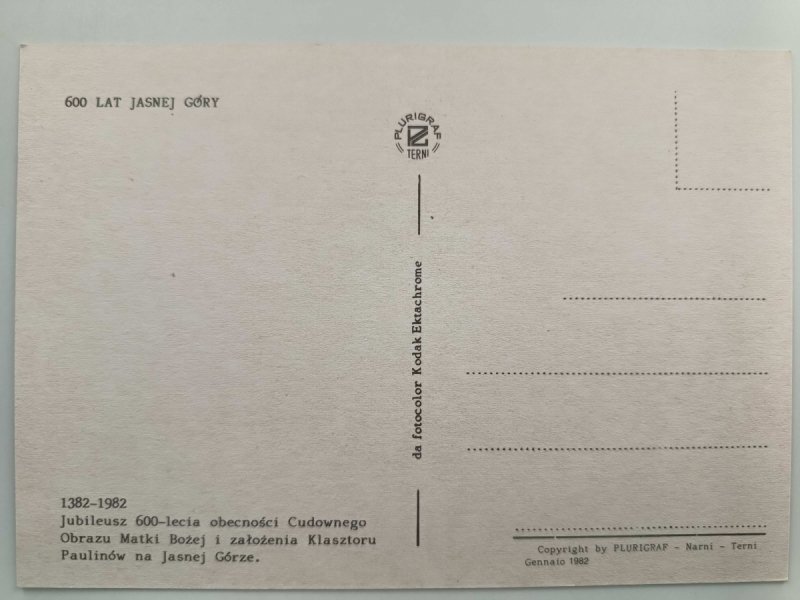 600 LAT JASNEJ GÓRY
PLURIGRAF
TERNI
da fotocolor Kodak Ektachrome
1382-1982
Jubileusz 600-lecia obecności Cudownego
Obrazu Matki Bożej i założenia Klasztoru
Paulinów na Jasnej Górze.
Copyright by PLURIGRAF - Narni - Terni
Gennaio 1982